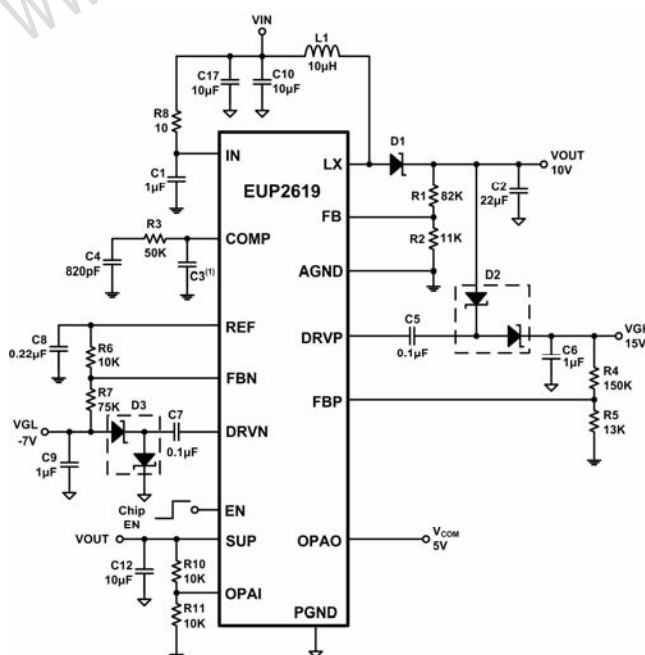 VIN
L1
10µH
C17
10µF
C10
10µF
R8
10
IN
C1
1µF
EUP2619
LX
D1
VOUT
10V
R1
82K
C2
22µF
FB
R2
11K
R3
50K
COMP
C4
820pF
C3(1)
AGND
D2
REF
DRVP
C5
0.1µF
C8
0.22µF
R6
10K
C6
1µF
15V
R4
150K
FBN
FBP
R7
75K
R5
13K
VGL
-7V
D3
C7
0.1µF
DRVN
C9
1µF
Chip
EN
EN
VOUT
SUP
OPAO
VCOM
5V
C12
10µF
R10
10K
OPAI
R11
10K
PGND